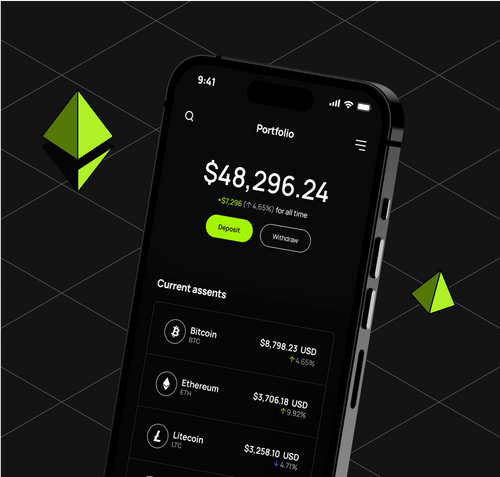 9:41
Portfolio
$48,296.24
+$7,296 (↑ 4.65%) for all time
Deposit
Withdraw
Current assents
Bitcoin
BTC
$8,798.23 USD
↑ 4.65%
Ethereum
ETH
$3,706.18 USD
↑ 9.92%
Litecoin
LTC
$3,258.10 USD
↓ 4.71%